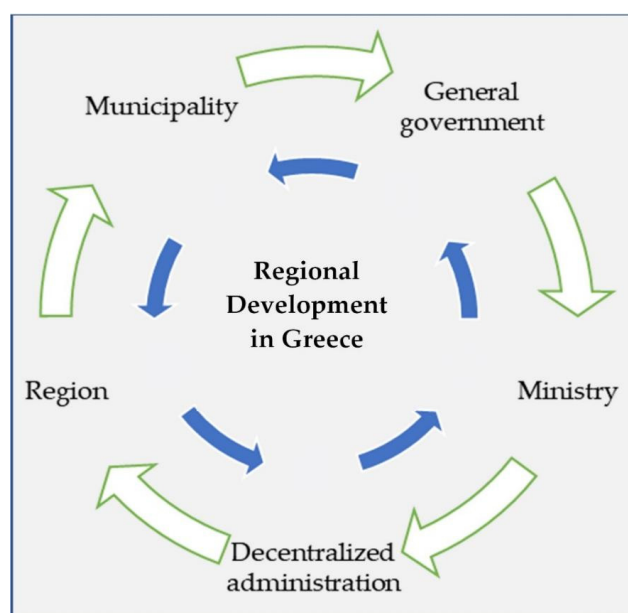 Municipality
General
government
Regional
Development
in Greece
Region
Ministry
Decentralized
administration